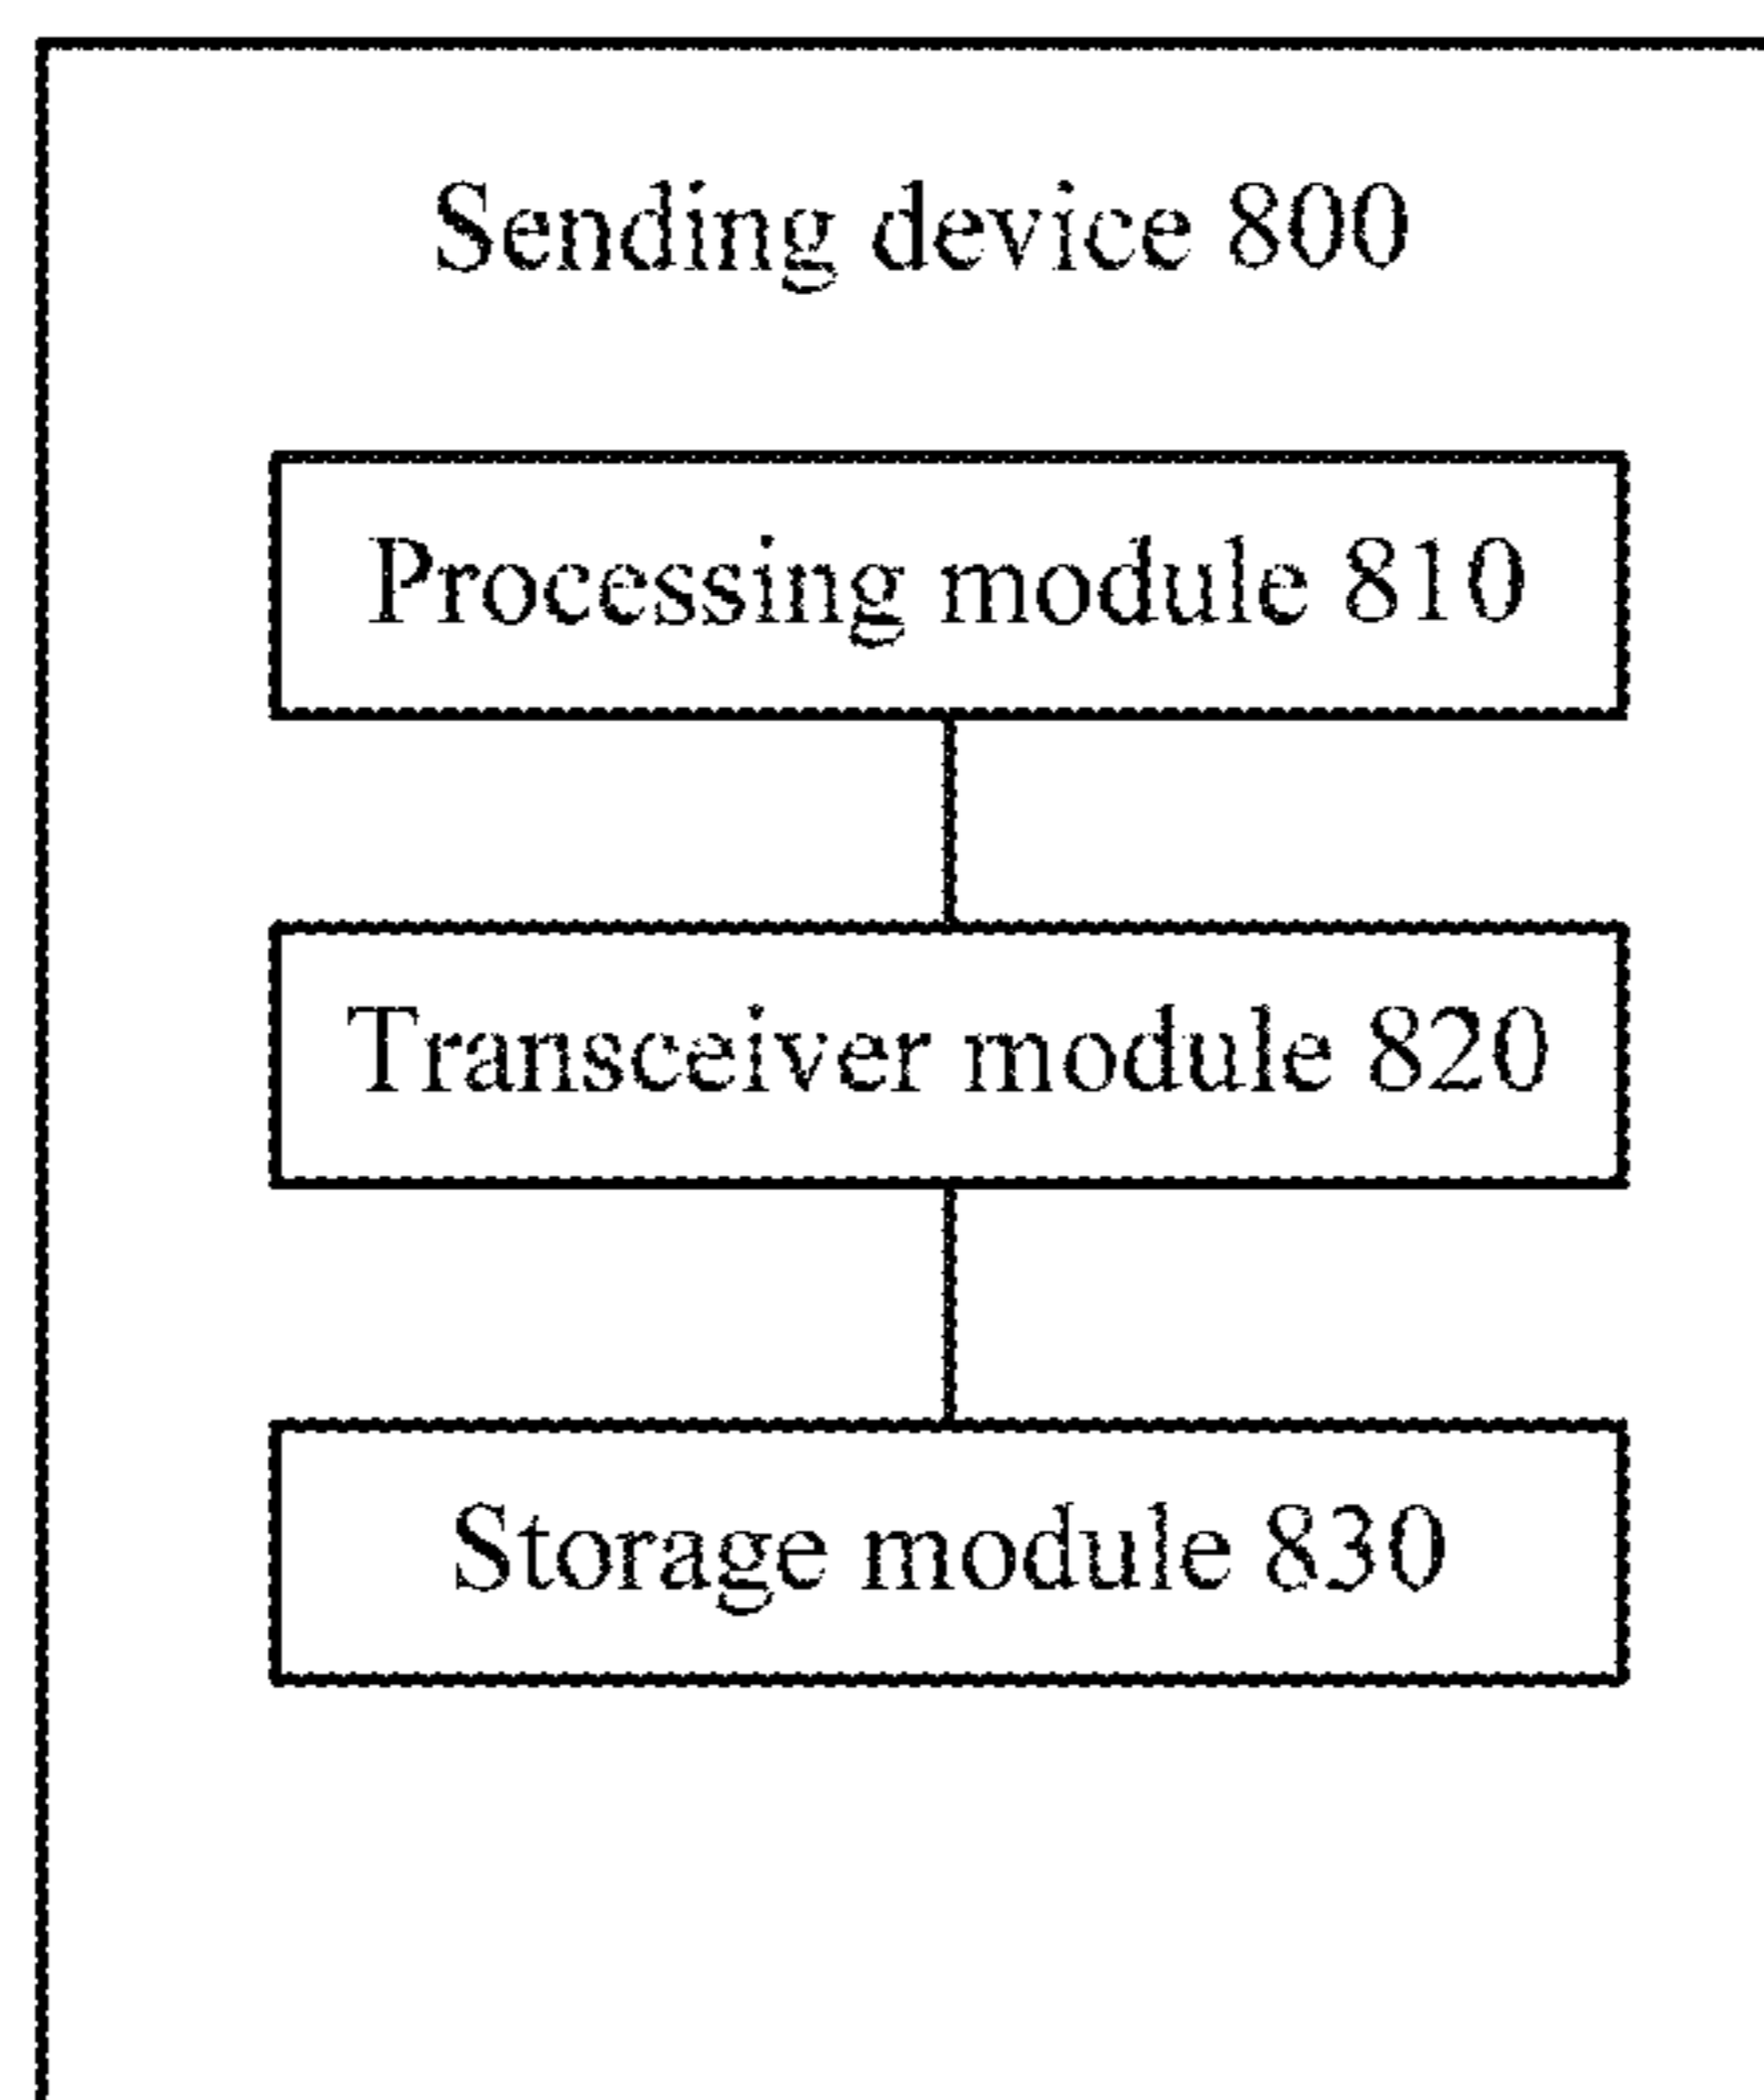 Sending device 800
Processing module 810
Transceiver module 820
Storage module 830